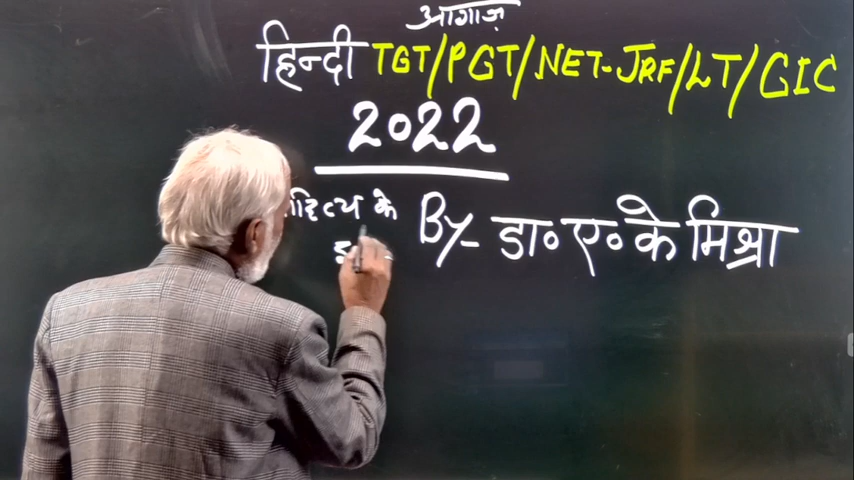 आगाज़
हिन्दी TGT/PGT/NET-JRF/LT/GIC
2022
के
By- डा० ए० के मिश्रा